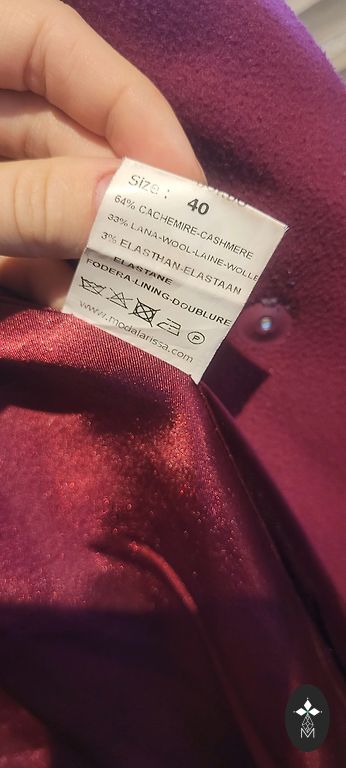 Size : 40
64% CACHEMIRE-CASHMERE
33% LANA-WOOL-LAINE-WOLLE
3% ELASTHAN-ELASTAAN
ELASTANE
FODERA-LINING-DOUBLURE
P
www.modalarissa.com
M